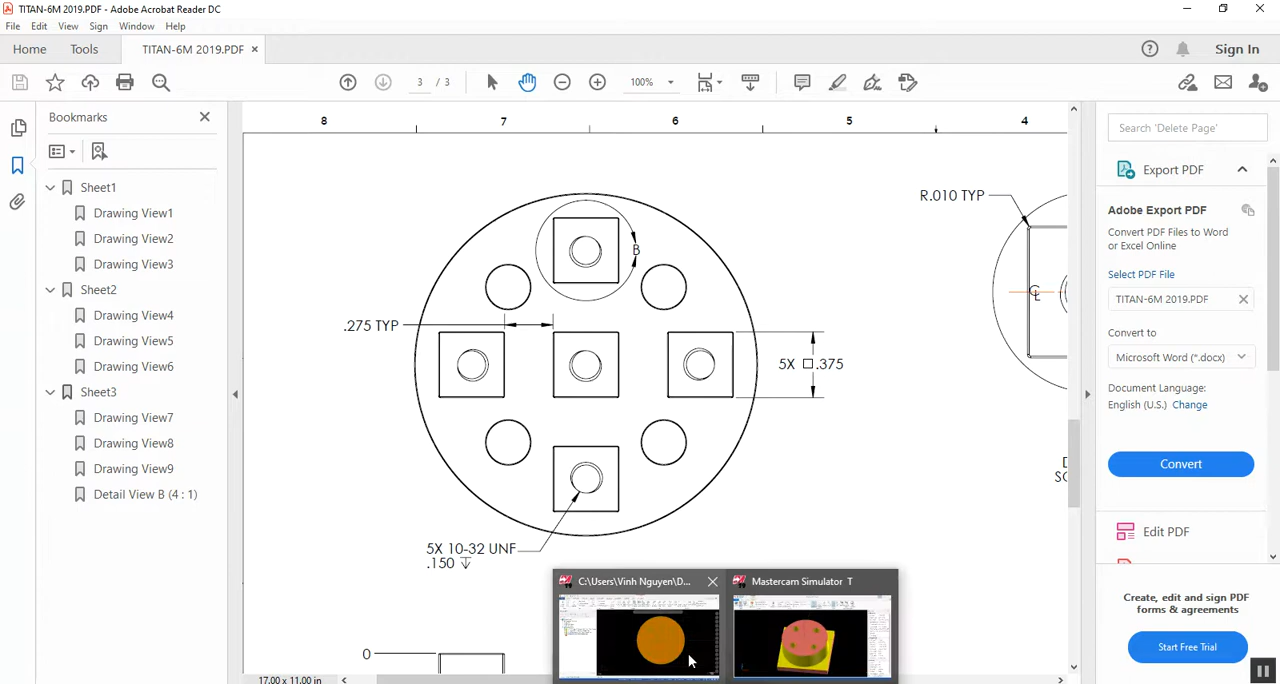 TITAN-6M 2019.PDF - Adobe Acrobat Reader DC
File Edit View Sign Window Help
Home Tools TITAN-6M 2019.PDF × Sign In
3 / 3 100%
Bookmarks ×
Sheet1
Drawing View1
Drawing View2
Drawing View3
Sheet2
Drawing View4
Drawing View5
Drawing View6
Sheet3
Drawing View7
Drawing View8
Drawing View9
Detail View B (4 : 1)
8 7 6 5 4
R.010 TYP
B
.275 TYP
5X □.375
5X 10-32 UNF
.150 ↧
0
17.00 x 11.00 in
C:\Users\Vinh Nguyen\D... ×
Mastercam Simulator T
Search 'Delete Page'
Export PDF
Adobe Export PDF
Convert PDF Files to Word
or Excel Online
Select PDF File
TITAN-6M 2019.PDF ×
Convert to
Microsoft Word (*.docx)
Document Language:
English (U.S.) Change
Convert
Edit PDF
Create, edit and sign PDF
forms & agreements
Start Free Trial